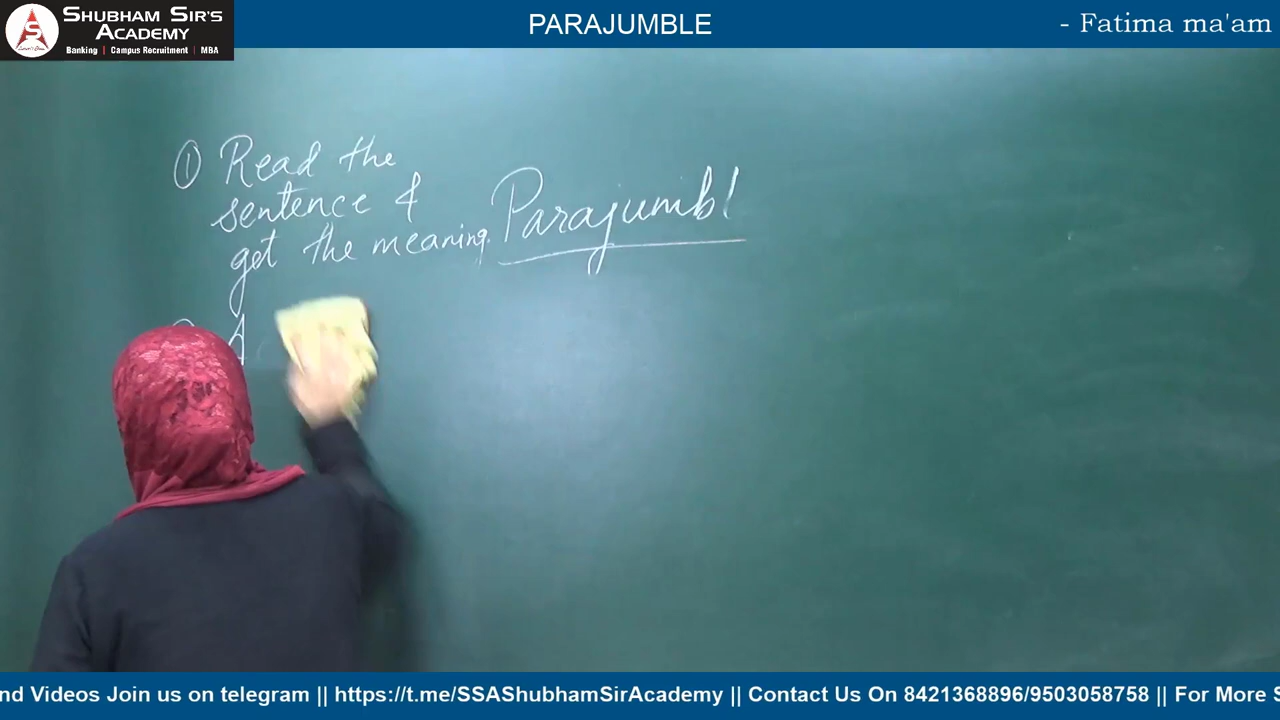 SHUBHAM SIR'S
ACADEMY
Banking | Campus Recruitment | MBA
PARAJUMBLE
- Fatima ma'am
① Read the
sentence &
get the meaning.
Parajumbl
A
nd Videos Join us on telegram || https://t.me/SSAShubhamSirAcademy || Contact Us On 8421368896/9503058758 || For More S